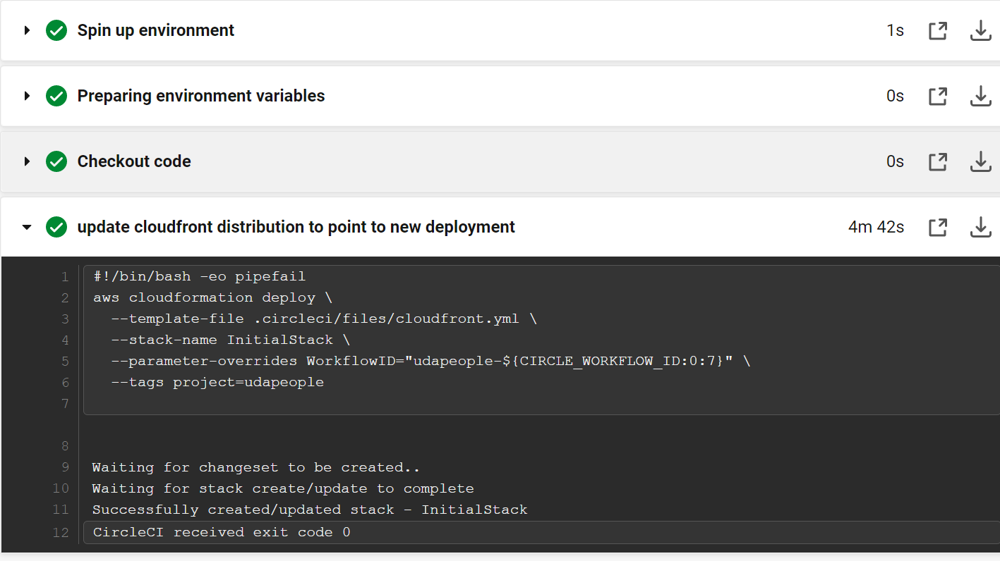 Spin up environment 1s
Preparing environment variables 0s
Checkout code 0s
update cloudfront distribution to point to new deployment 4m 42s
1 #!/bin/bash -eo pipefail
2 aws cloudformation deploy \
3   --template-file .circleci/files/cloudfront.yml \
4   --stack-name InitialStack \
5   --parameter-overrides WorkflowID="udapeople-${CIRCLE_WORKFLOW_ID:0:7}" \
6   --tags project=udapeople
7
8
9 Waiting for changeset to be created..
10 Waiting for stack create/update to complete
11 Successfully created/updated stack - InitialStack
12 CircleCI received exit code 0